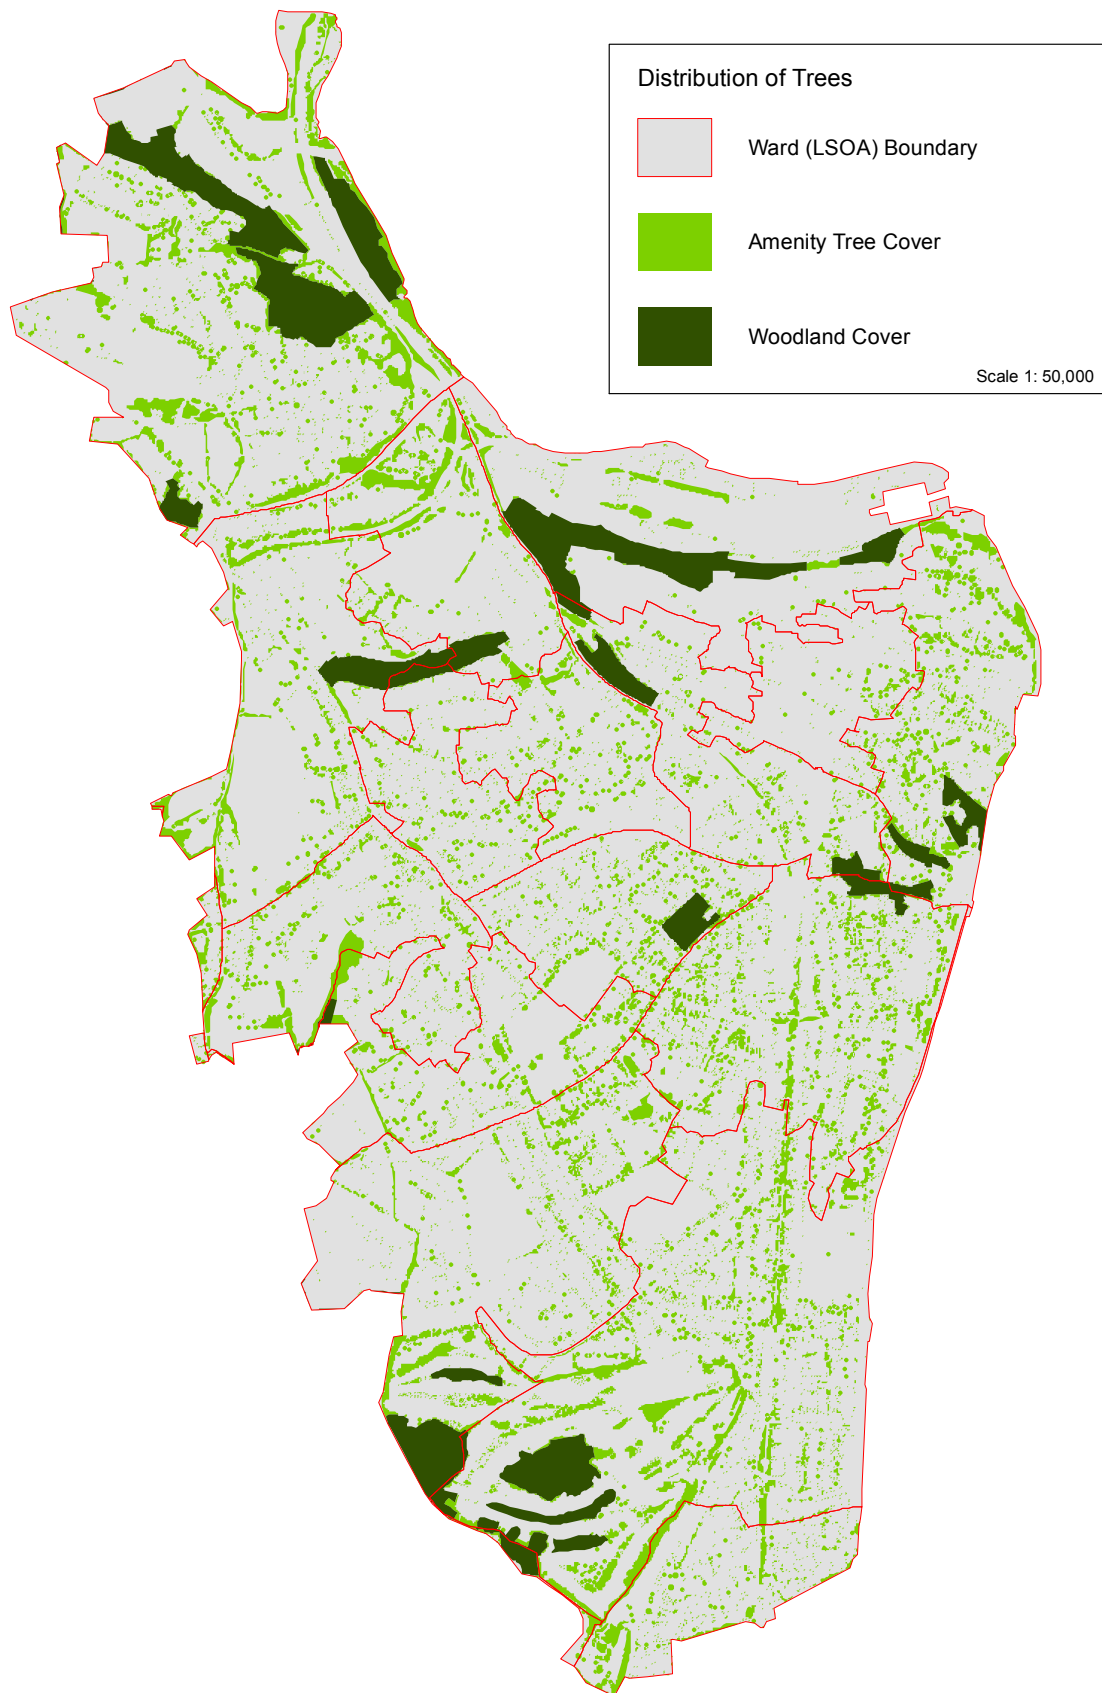 Distribution of Trees
Ward (LSOA) Boundary
Amenity Tree Cover
Woodland Cover
Scale 1: 50,000